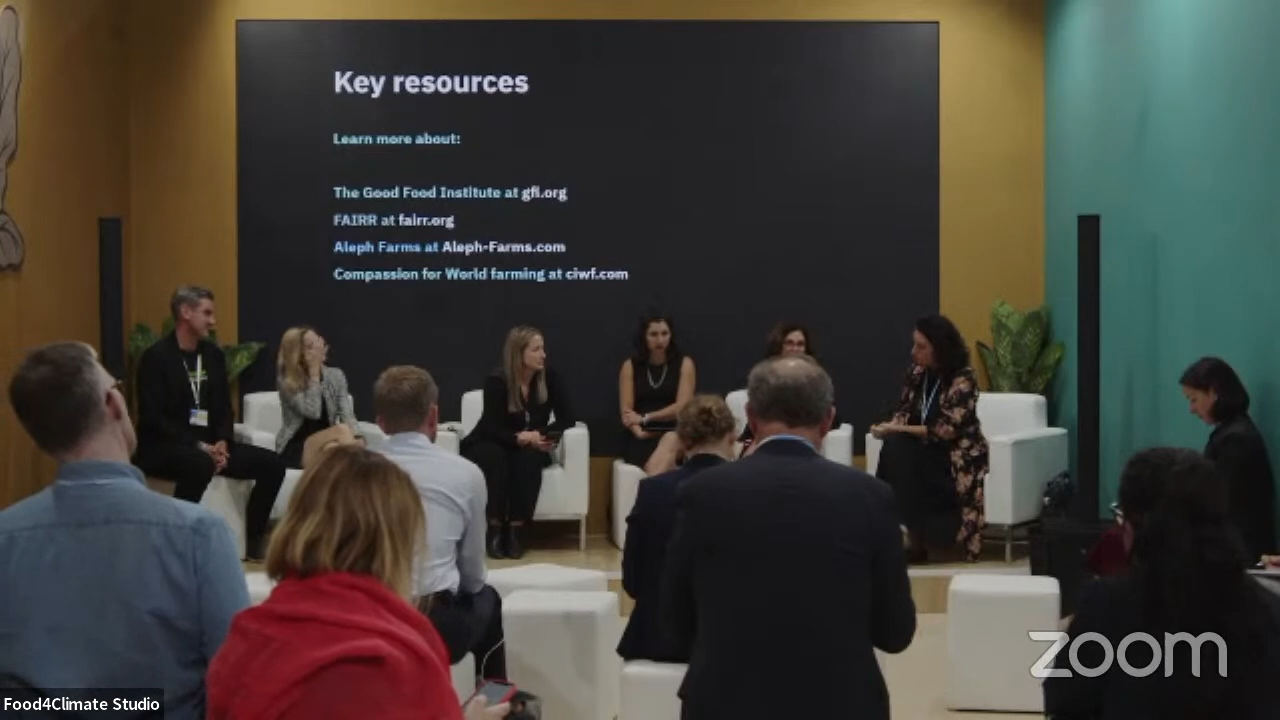 Key resources
Learn more about:
The Good Food Institute at gfi.org
FAIRR at fairr.org
Aleph Farms at Aleph-Farms.com
Compassion for World farming at ciwf.com
zoom
Food4Climate Studio